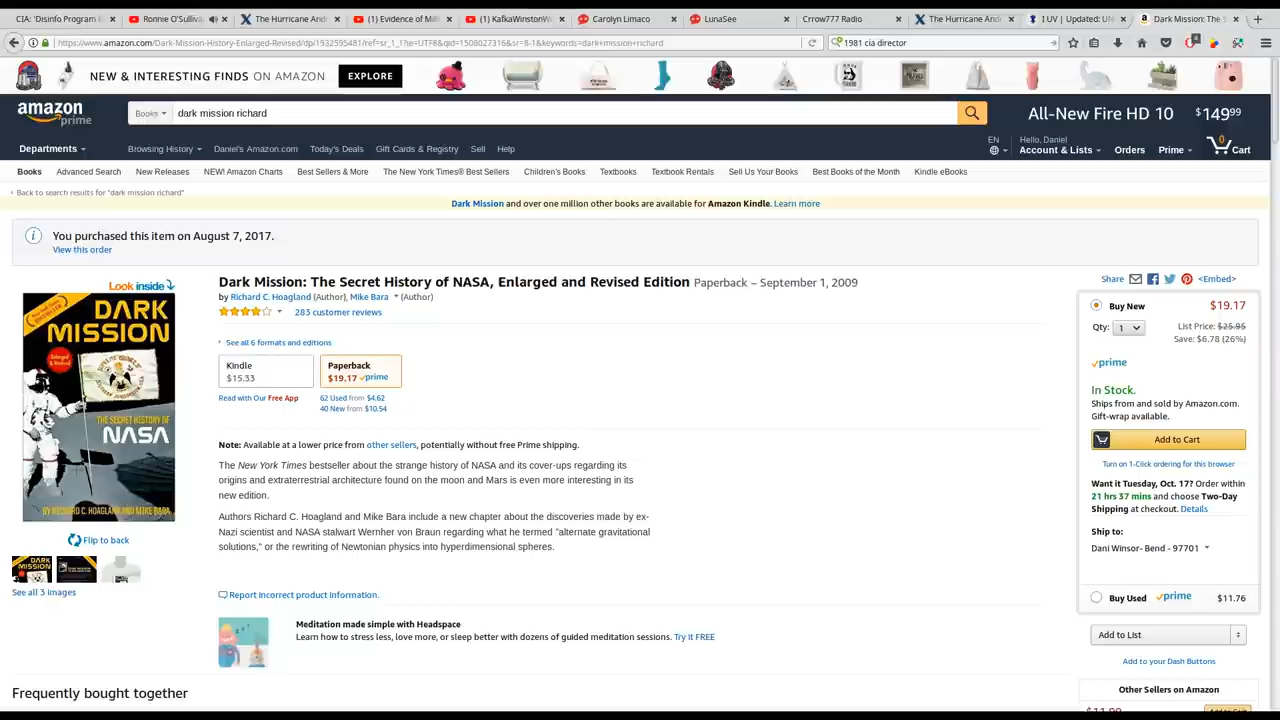 CIA: 'Disinfo Program
Ronnie O'Sulliva
The Hurricane And
(1) Evidence of Mili
(1) KafkaWinstonW
Carolyn Limaco
LunaSee
Crrow777 Radio
The Hurricane And
I UV | Updated: UN
Dark Mission: The S
https://www.amazon.com/Dark-Mission-History-Enlarged-Revised/dp/1932595481/ref=sr_1_1?ie=UTF8&qid=1508027316&sr=8-1&keywords=dark+mission+richard
1981 cia director
4
NEW & INTERESTING FINDS ON AMAZON
EXPLORE
amazon prime
Books
dark mission richard
All-New Fire HD 10 $149.99
Departments
Browsing History
Daniel's Amazon.com
Today's Deals
Gift Cards & Registry
Sell
Help
EN
Hello, Daniel
Account & Lists
Orders
Prime
0
Cart
Books
Advanced Search
New Releases
NEW! Amazon Charts
Best Sellers & More
The New York Times® Best Sellers
Children's Books
Textbooks
Textbook Rentals
Sell Us Your Books
Best Books of the Month
Kindle eBooks
‹ Back to search results for "dark mission richard"
Dark Mission and over one million other books are available for Amazon Kindle. Learn more
You purchased this item on August 7, 2017.
View this order
Look inside
DARK
MISSION
THE SECRET HISTORY OF
NASA
BY RICHARD C. HOAGLAND AND MIKE BARA
Flip to back
See all 3 images
Dark Mission: The Secret History of NASA, Enlarged and Revised Edition Paperback – September 1, 2009
by Richard C. Hoagland (Author), Mike Bara (Author)
283 customer reviews
See all 6 formats and editions
Kindle
$15.33
Paperback
$19.17 prime
Read with Our Free App
62 Used from $4.62
40 New from $10.54
Note: Available at a lower price from other sellers, potentially without free Prime shipping.
The New York Times bestseller about the strange history of NASA and its cover-ups regarding its
origins and extraterrestrial architecture found on the moon and Mars is even more interesting in its
new edition.
Authors Richard C. Hoagland and Mike Bara include a new chapter about the discoveries made by ex-
Nazi scientist and NASA stalwart Wernher von Braun regarding what he termed "alternate gravitational
solutions," or the rewriting of Newtonian physics into hyperdimensional spheres.
Report incorrect product information.
Meditation made simple with Headspace
Learn how to stress less, love more, or sleep better with dozens of guided meditation sessions. Try it FREE
Frequently bought together
Share
<Embed>
Buy New
$19.17
Qty: 1
List Price: $25.95
Save: $6.78 (26%)
prime
In Stock.
Ships from and sold by Amazon.com.
Gift-wrap available.
Add to Cart
Turn on 1-Click ordering for this browser
Want it Tuesday, Oct. 17? Order within
21 hrs 37 mins and choose Two-Day
Shipping at checkout. Details
Ship to:
Dani Winsor- Bend - 97701
Buy Used prime $11.76
Add to List
Add to your Dash Buttons
Other Sellers on Amazon